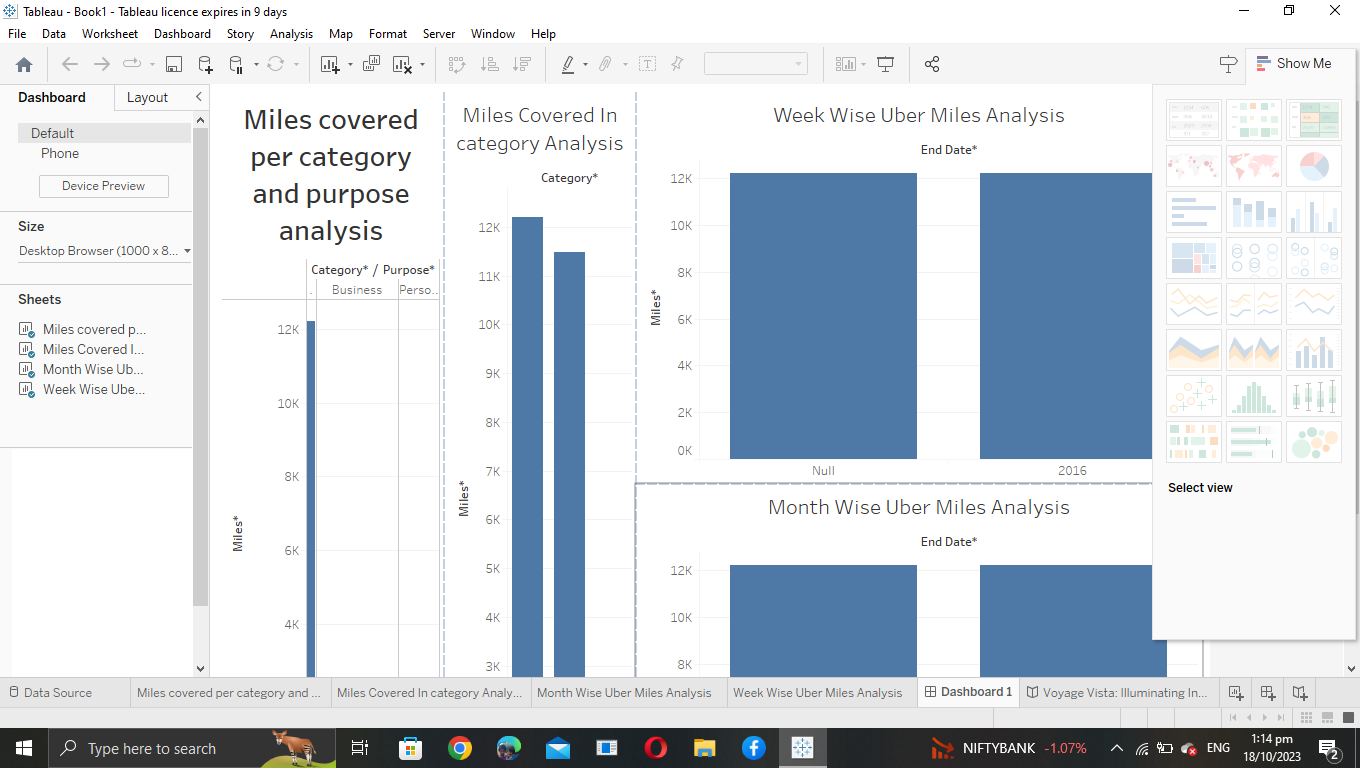 Tableau - Book1 - Tableau licence expires in 9 days
File Data Worksheet Dashboard Story Analysis Map Format Server Window Help
Show Me
Dashboard Layout
Default
Phone
Device Preview
Size
Desktop Browser (1000 x 8...
Sheets
Miles covered p...
Miles Covered I...
Month Wise Ub...
Week Wise Ube...
Miles covered
per category
and purpose
analysis
Category* / Purpose*
. Business Perso..
Miles*
12K
10K
8K
6K
4K
Miles Covered In
category Analysis
Category*
Miles*
12K
11K
10K
9K
8K
7K
6K
5K
4K
3K
Week Wise Uber Miles Analysis
End Date*
Miles*
12K
10K
8K
6K
4K
2K
0K
Null 2016
Month Wise Uber Miles Analysis
End Date*
12K
10K
8K
Select view
Data Source Miles covered per category and ... Miles Covered In category Analy... Month Wise Uber Miles Analysis Week Wise Uber Miles Analysis Dashboard 1 Voyage Vista: Illuminating In...
Type here to search
NIFTYBANK -1.07%
ENG
1:14 pm
18/10/2023
2